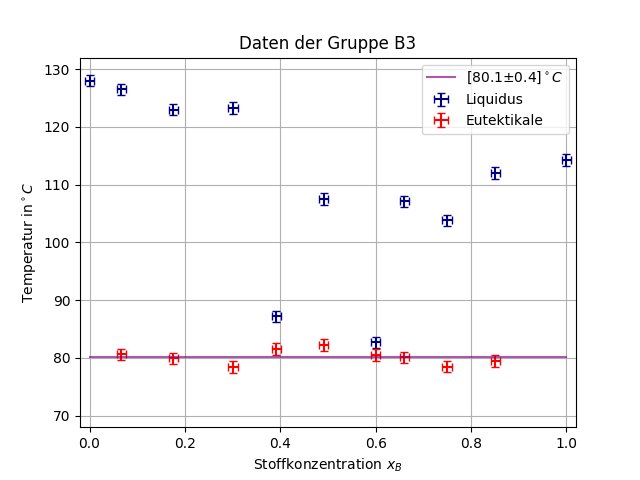 Daten der Gruppe B3
[80.1±0.4]°C
Liquidus
Eutektikale
Temperatur in °C
130
120
110
100
90
80
70
0.0 0.2 0.4 0.6 0.8 1.0
Stoffkonzentration x_B